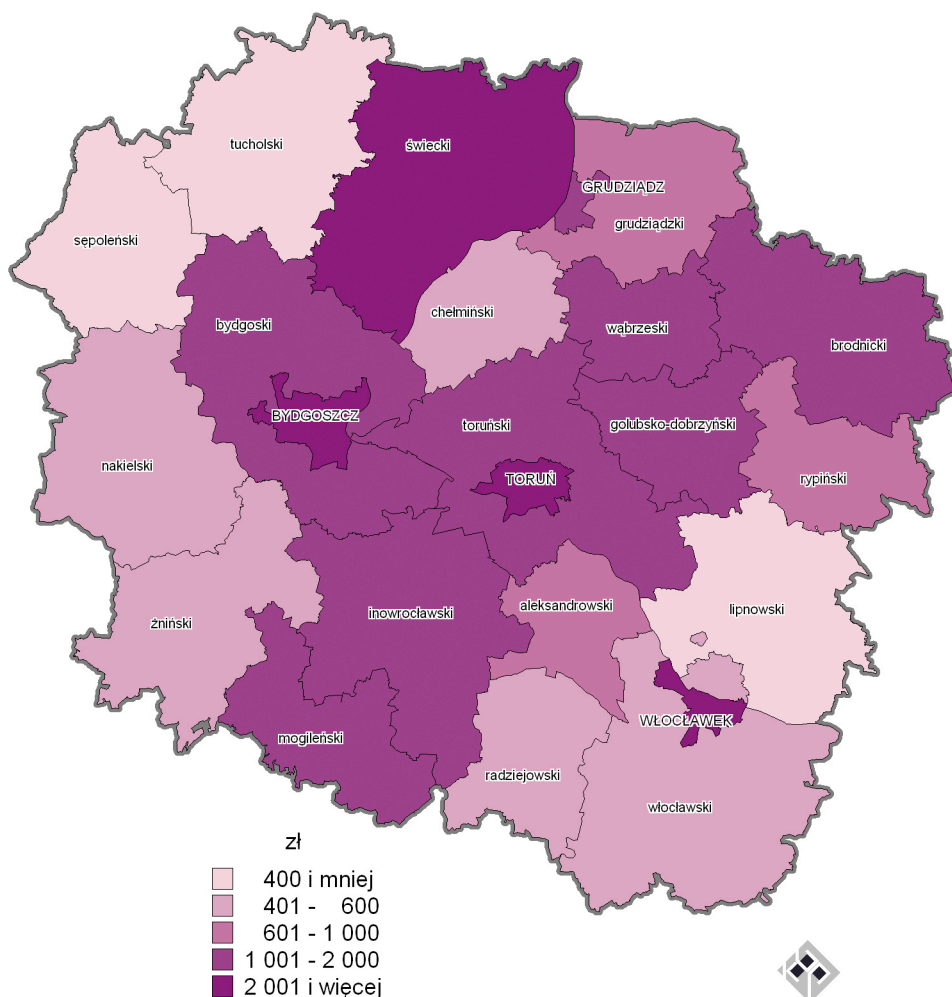 tucholski
świecki
GRUDZIĄDZ
grudziądzki
sępoleński
chełmiński
bydgoski
wąbrzeski
brodnicki
BYDGOSZCZ
toruński
golubsko-dobrzyński
nakielski
TORUŃ
rypiński
aleksandrowski
lipnowski
inowrocławski
żniński
WŁOCŁAWEK
mogileński
radziejowski
włocławski
zł
400 i mniej
401 - 600
601 - 1 000
1 001 - 2 000
2 001 i więcej